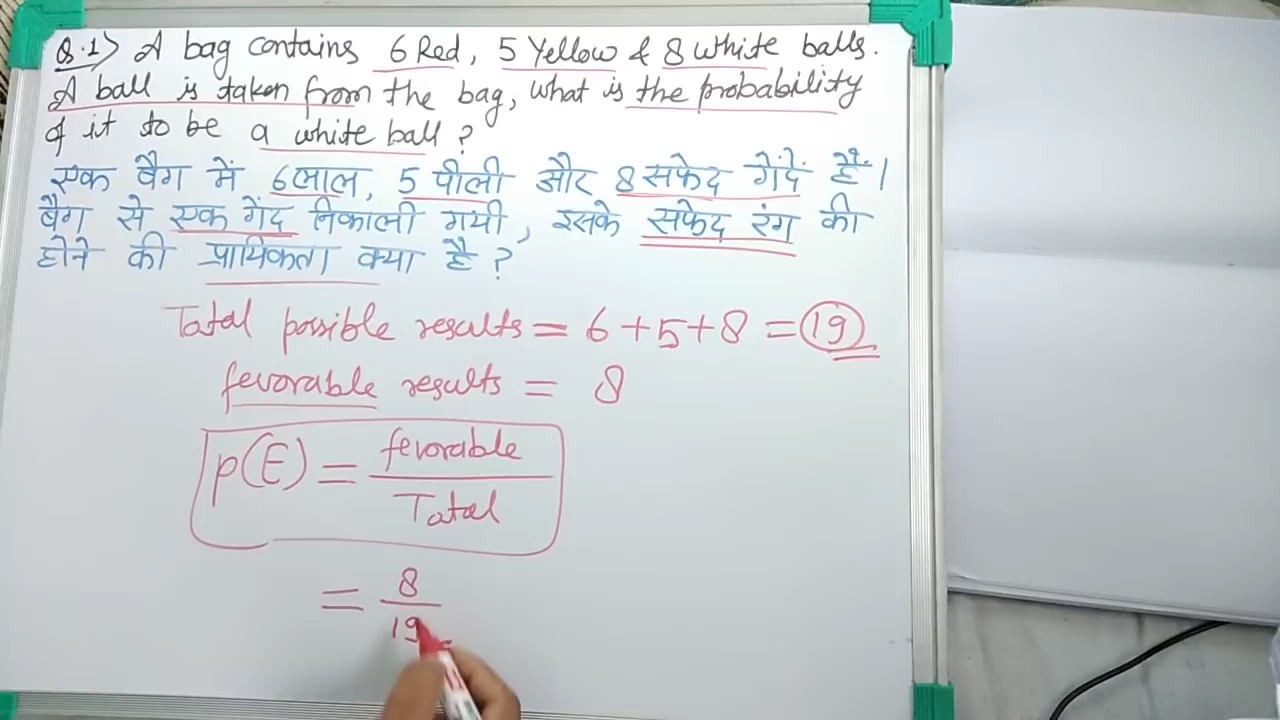 Q.1) A bag contains 6 Red, 5 Yellow & 8 White balls.
A ball is taken from the bag, what is the probability
of it to be a white ball?
एक बैग में 6 लाल, 5 पीली और 8 सफेद गेंदें हैं।
बैग से एक गेंद निकाली गयी, इसके सफेद रंग की
होने की प्रायिकता क्या है?
Total possible results = 6 + 5 + 8 = 19
fevorable results = 8
P(E) = fevorable / Total
= 8 / 19